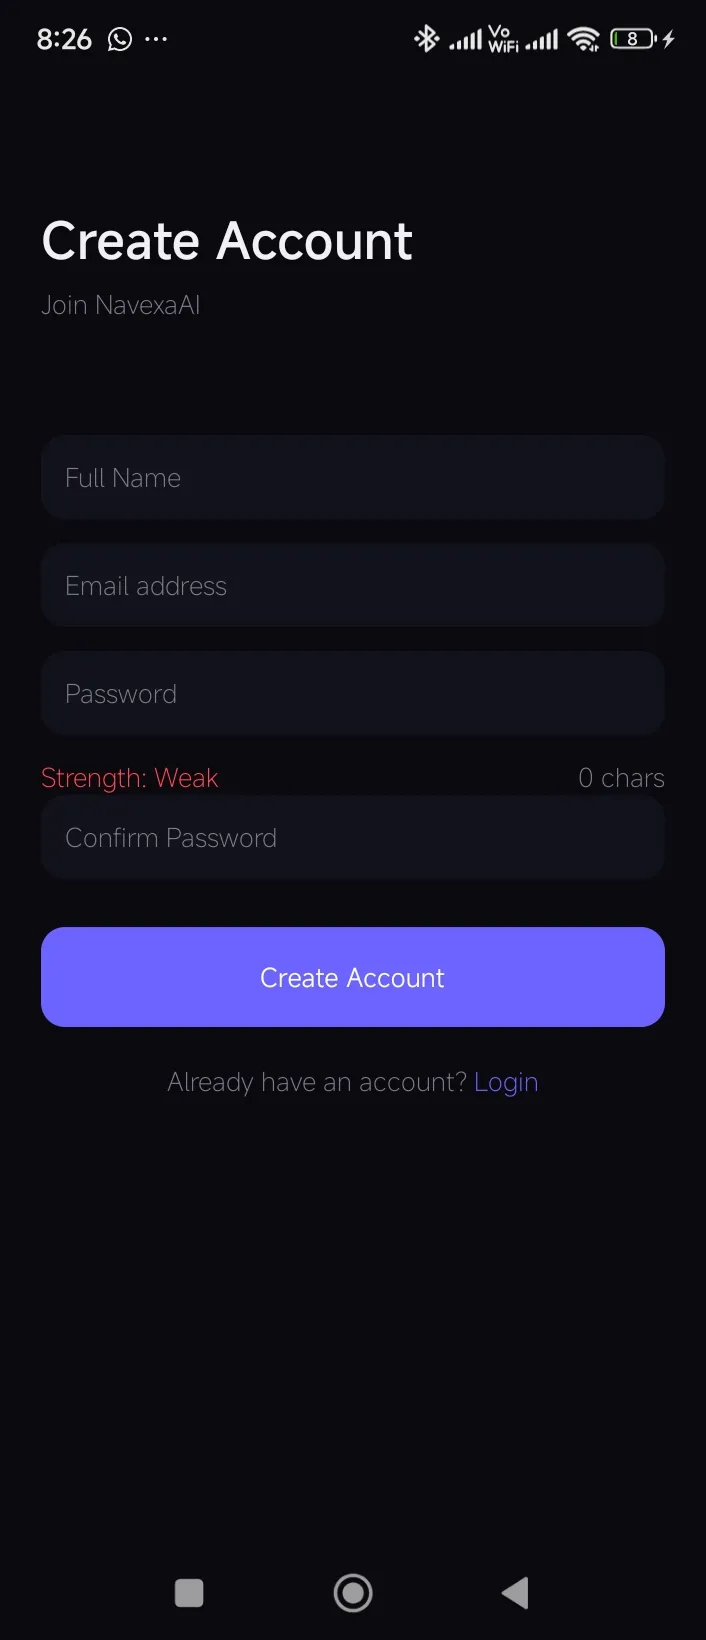 8:26 ... Vo WiFi 8
Create Account
Join NavexaAI
Full Name
Email address
Password
Strength: Weak 0 chars
Confirm Password
Create Account
Already have an account? Login